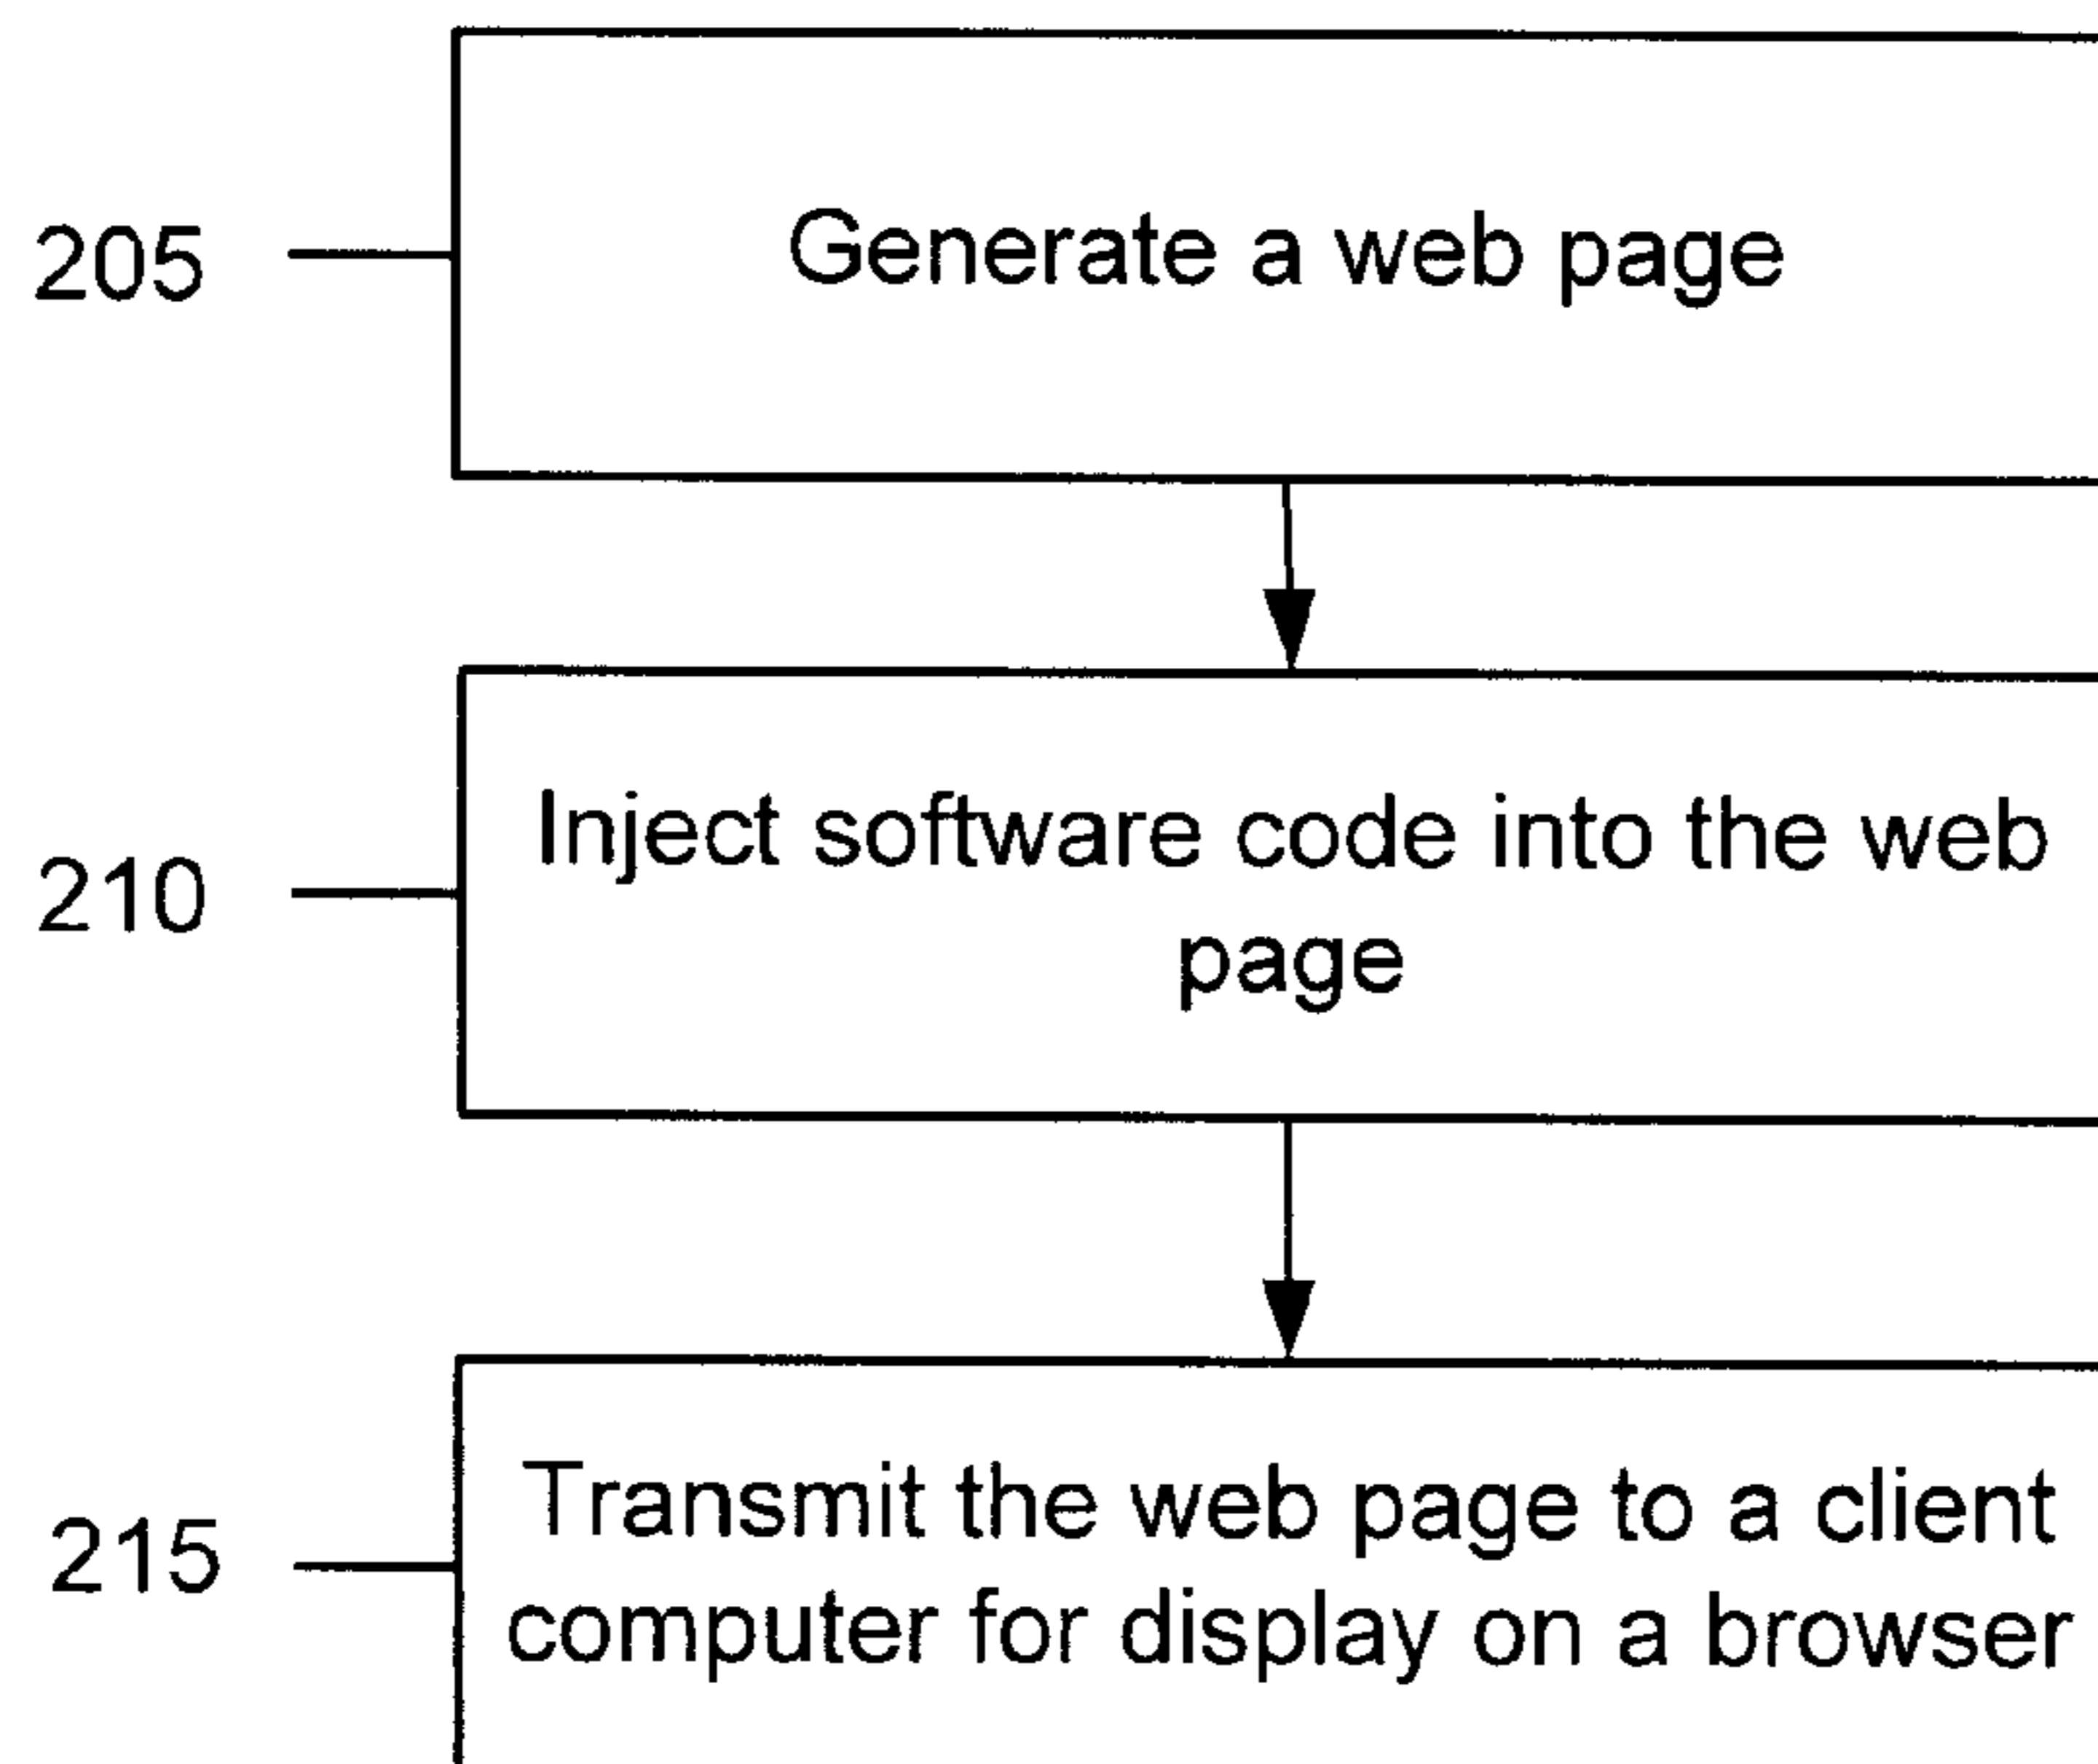 205
Generate a web page
210
Inject software code into the web
page
215
Transmit the web page to a client
computer for display on a browser